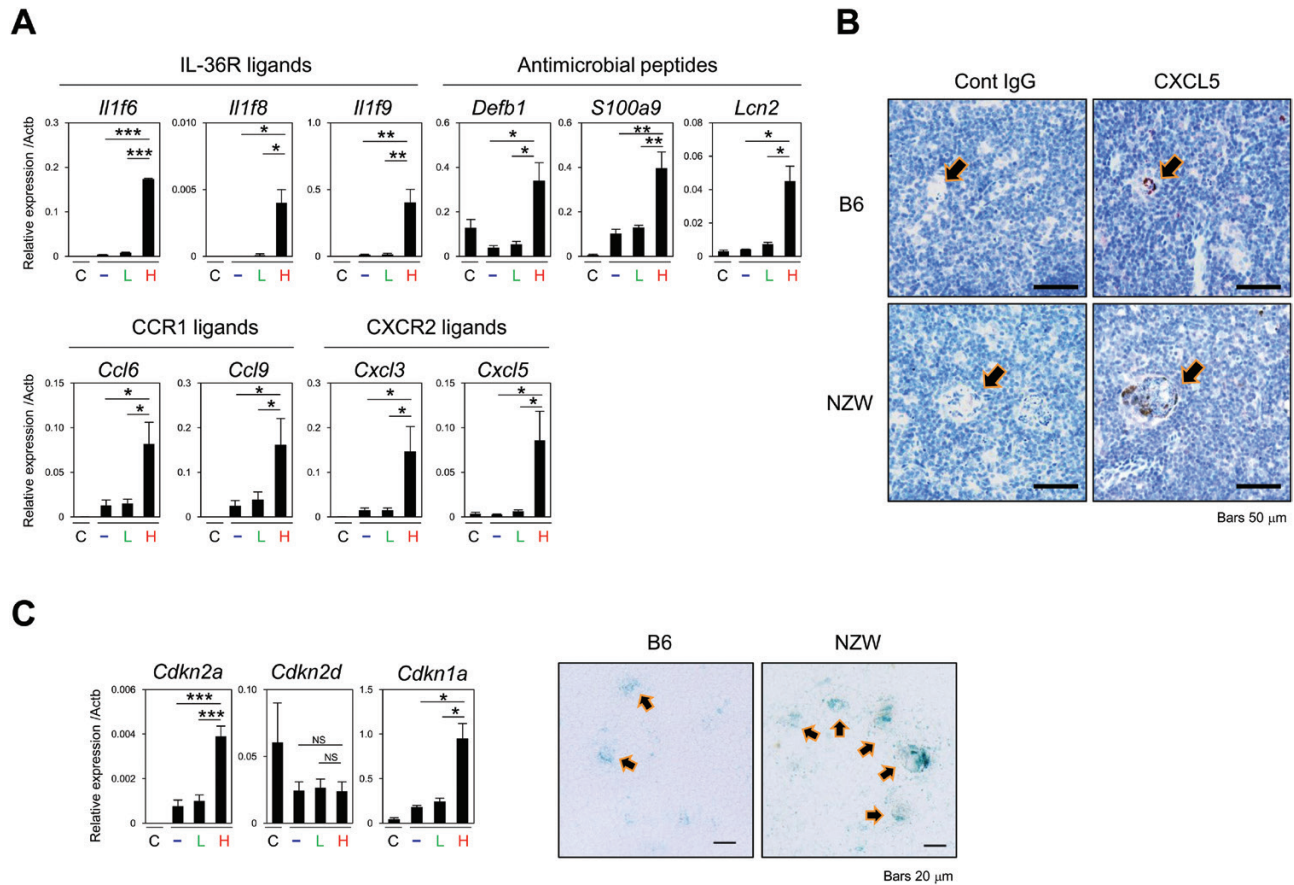 A
IL-36R ligands
Antimicrobial peptides
Il1f6
Il1f8
Il1f9
Defb1
S100a9
Lcn2
Relative expression /Actb
0.3
0.2
0.1
0
***
***
C – L H
0.010
0.005
0
*
*
C – L H
1.0
0.5
0
**
**
C – L H
0.6
0.4
0.2
0
*
*
C – L H
0.6
0.4
0.2
0
**
**
C – L H
0.06
0.04
0.02
0
*
*
C – L H
CCR1 ligands
CXCR2 ligands
Ccl6
Ccl9
Cxcl3
Cxcl5
Relative expression /Actb
0.15
0.10
0.05
0
*
*
C – L H
0.3
0.2
0.1
0
*
*
C – L H
0.3
0.2
0.1
0
*
*
C – L H
0.15
0.10
0.05
0
*
*
C – L H
B
Cont IgG
CXCL5
B6
NZW
Bars 50 μm
C
Cdkn2a
Cdkn2d
Cdkn1a
Relative expression /Actb
0.006
0.004
0.002
0
***
***
C – L H
0.10
0.05
0
NS
NS
C – L H
1.5
1.0
0.5
0
*
*
C – L H
B6
NZW
Bars 20 μm